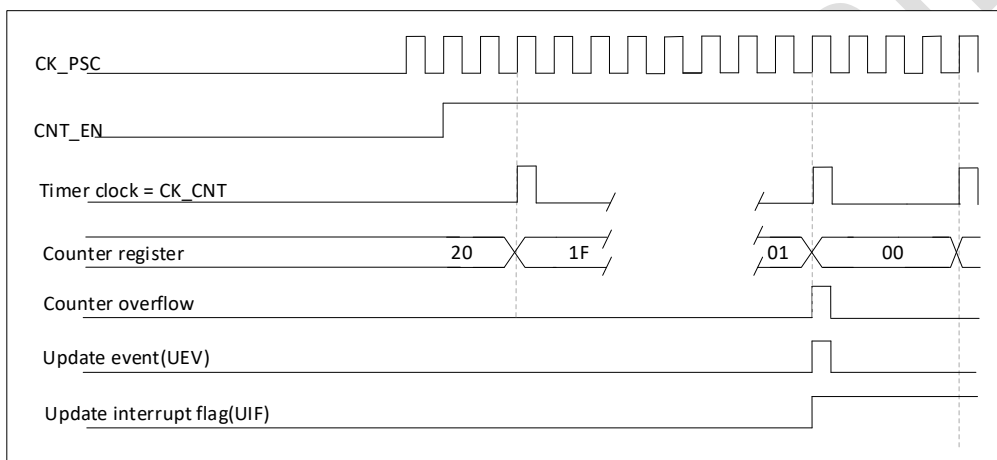 CK_PSC
CNT_EN
Timer clock = CK_CNT
Counter register 20 1F 01 00
Counter overflow
Update event(UEV)
Update interrupt flag(UIF)